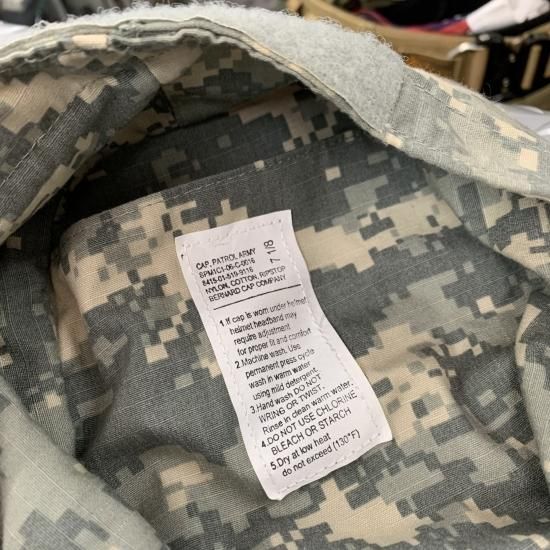 CAP, PATROL ARMY
SPM1C1-06-C-0016
8415-01-519-9116
NYLON, COTTON, RIPSTOP
BERNARD CAP COMPANY
7 1/8
1.If cap is worn under helmet
helmet headband may
require adjustment
for proper fit and comfort
2.Machine wash. Use
permanent press cycle
wash in warm water
using mild detergent.
3.Hand wash DO NOT
WRING OR TWIST.
Rinse in clean warm water.
4.DO NOT USE CHLORINE
BLEACH OR STARCH
5.Dry at low heat
do not exceed (130°F)